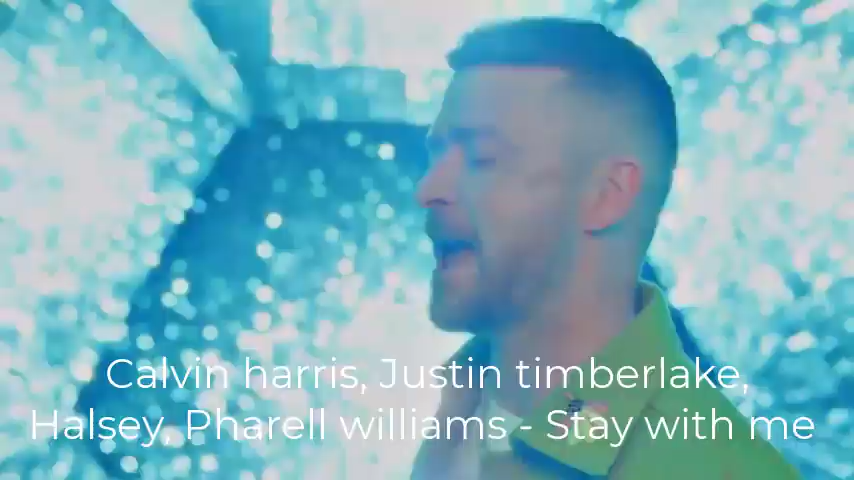 Calvin harris, Justin timberlake,
Halsey, Pharell williams - Stay with me